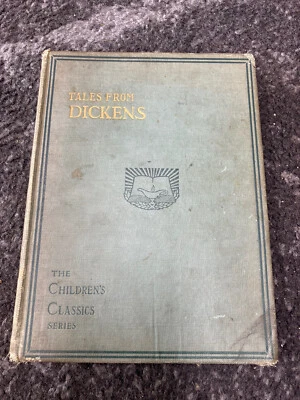 TALES FROM
DICKENS
THE
CHILDREN'S
CLASSICS
SERIES